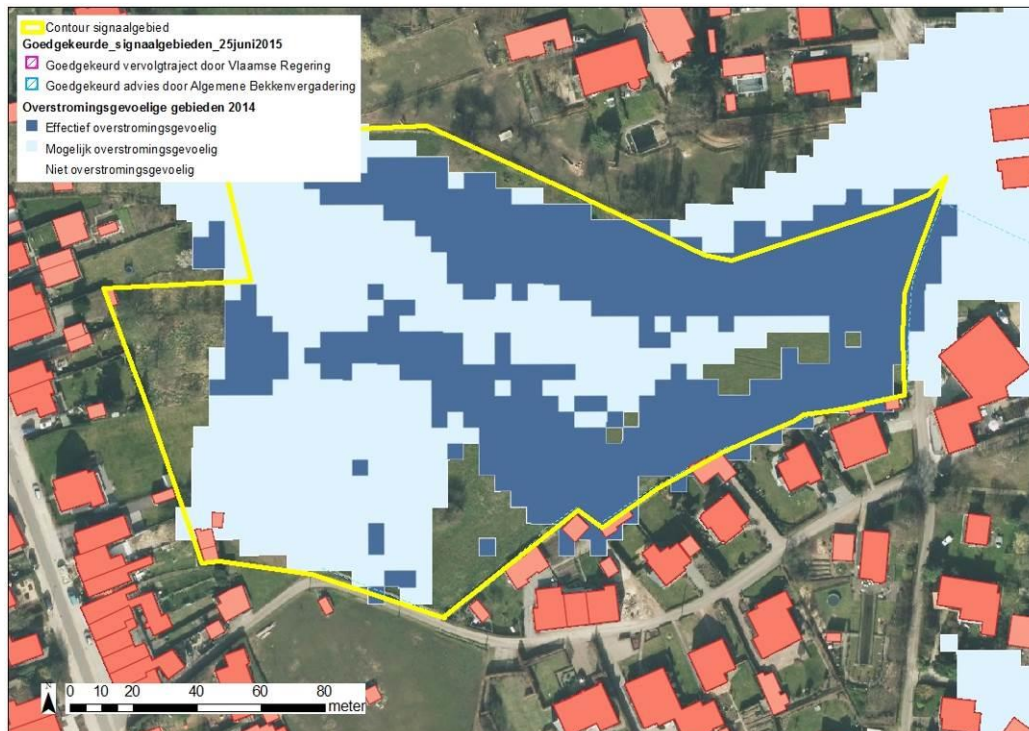 Contour signaalgebied
Goedgekeurde_signaalgebieden_25juni2015
Goedgekeurd vervolgtraject door Vlaamse Regering
Goedgekeurd advies door Algemene Bekkenvergadering
Overstromingsgevoelige gebieden 2014
Effectief overstromingsgevoelig
Mogelijk overstromingsgevoelig
Niet overstromingsgevoelig
0 10 20 40 60 80
meter